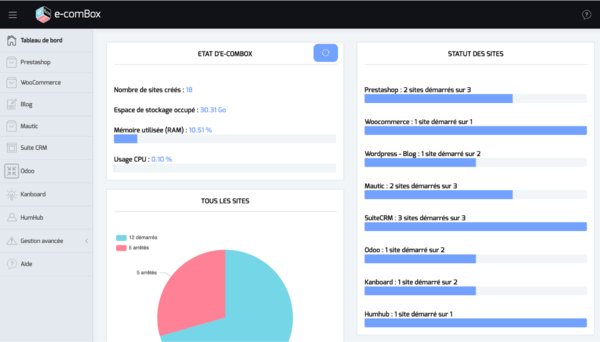 e-comBox
Tableau de bord
Prestashop
WooCommerce
Blog
Mautic
Suite CRM
Odoo
Kanboard
HumHub
Gestion avancée
Aide
ETAT D'E-COMBOX
Nombre de sites créés : 18
Espace de stockage occupé : 30.31 Go
Mémoire utilisée (RAM) : 10.51 %
Usage CPU : 0.10 %
TOUS LES SITES
12 démarrés
5 arrêtés
5 arrêtés
STATUT DES SITES
Prestashop : 2 sites démarrés sur 3
Woocommerce : 1 site démarré sur 1
Wordpress - Blog : 1 site démarré sur 2
Mautic : 2 sites démarrés sur 3
SuiteCRM : 3 sites démarrés sur 3
Odoo : 1 site démarré sur 2
Kanboard : 1 site démarré sur 2
Humhub : 1 site démarré sur 1